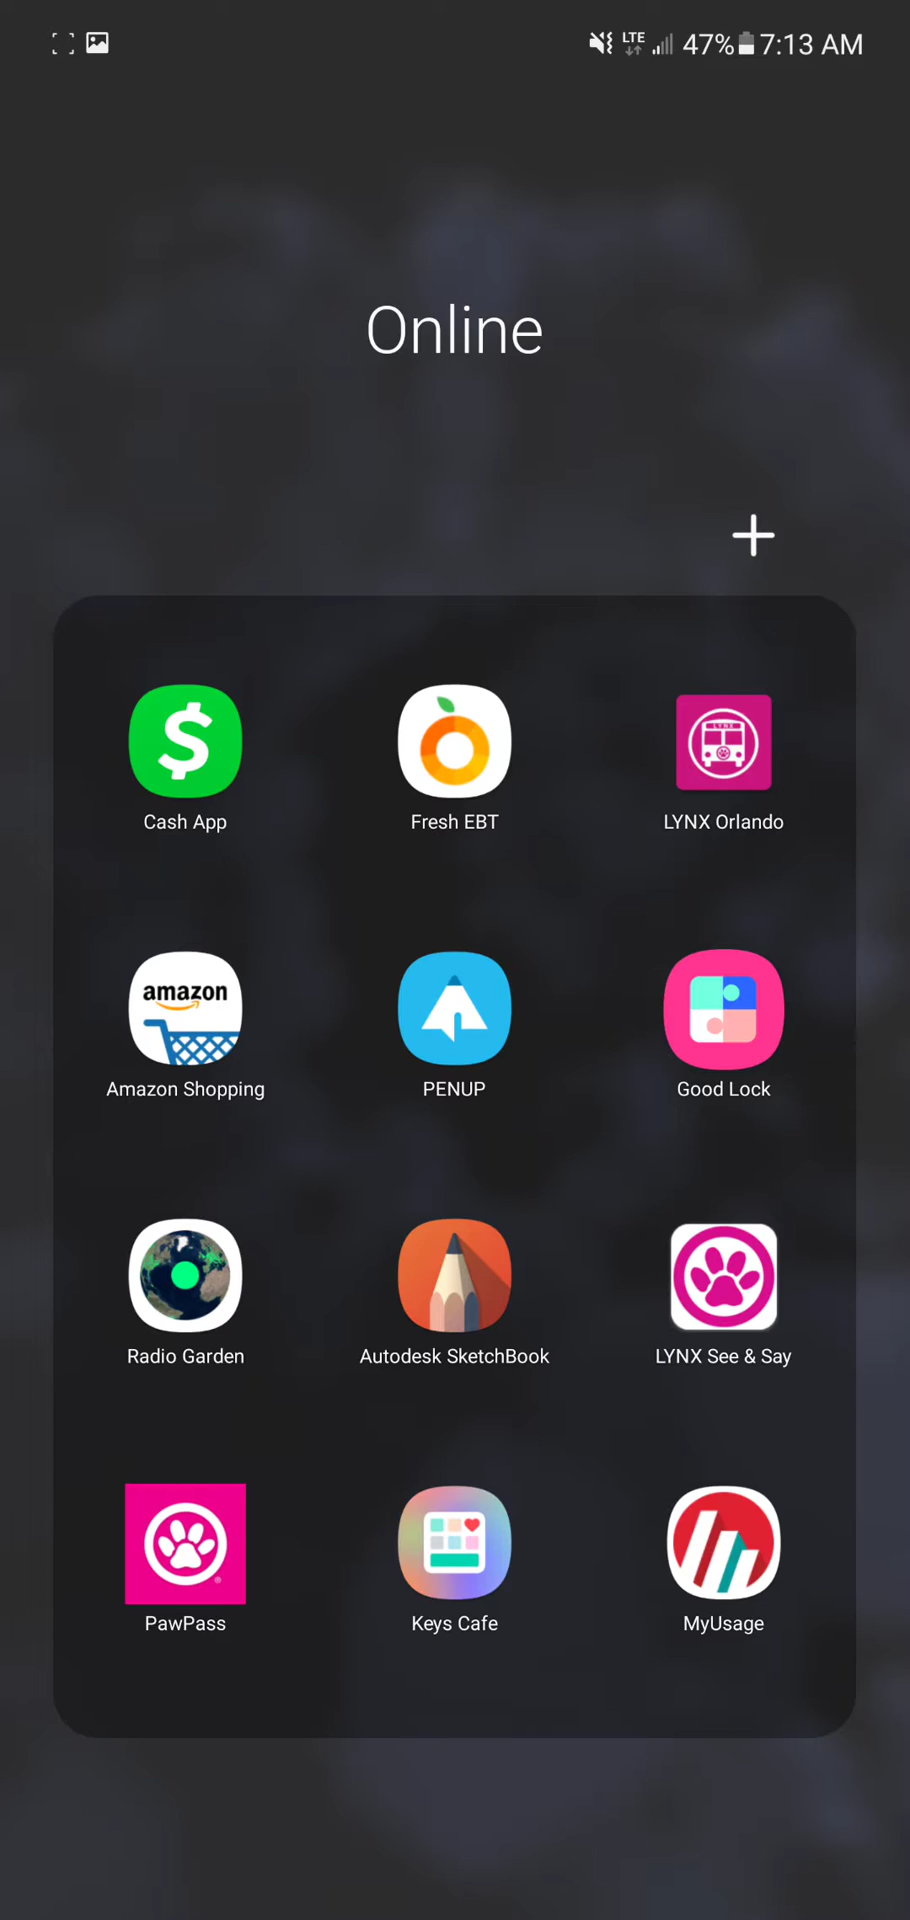 LTE 47% 7:13 AM
Online
Cash App Fresh EBT LYNX Orlando
LYNX
amazon
Amazon Shopping PENUP Good Lock
Radio Garden Autodesk SketchBook LYNX See & Say
PawPass Keys Cafe MyUsage